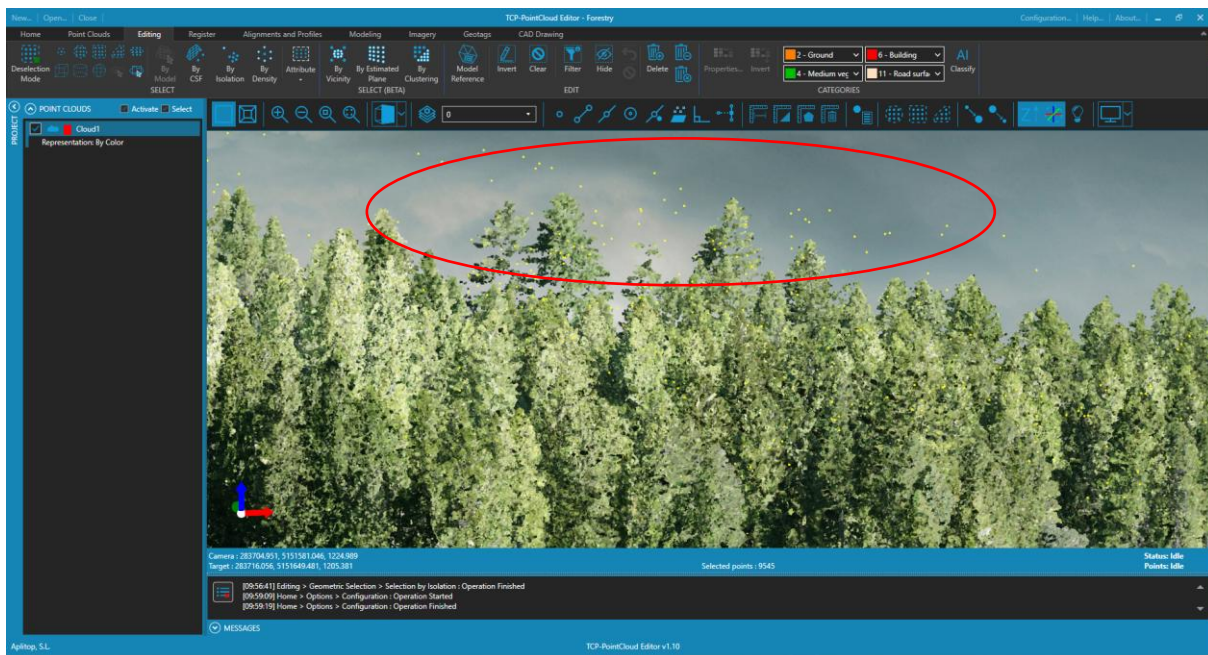 New... | Open... | Close |
TCP-PointCloud Editor - Forestry
Configuration... | Help... | About... |
Home Point Clouds Editing Register Alignments and Profiles Modeling Imagery Geotags CAD Drawing
Deselection Mode
By Model
By CSF
By Isolation
By Density
Attribute
SELECT
By Vicinity
By Estimated Plane
By Clustering
SELECT (BETA)
Model Reference
Invert
Clear
Filter
Hide
Delete
EDIT
Properties...
Invert
2 - Ground
6 - Building
4 - Medium veg
11 - Road surfa
AI
Classify
CATEGORIES
PROJECT
POINT CLOUDS
Activate
Select
Cloud1
Representation: By Color
0
Z
Camera : 283704.951, 5151581.046, 1224.989
Target : 283716.056, 5151649.481, 1205.381
Selected points : 9545
Status: Idle
Points: Idle
[09:56:41] Editing > Geometric Selection > Selection by Isolation : Operation Finished
[09:59:09] Home > Options > Configuration : Operation Started
[09:59:19] Home > Options > Configuration : Operation Finished
MESSAGES
Aplitop, S.L.
TCP-PointCloud Editor v1.10